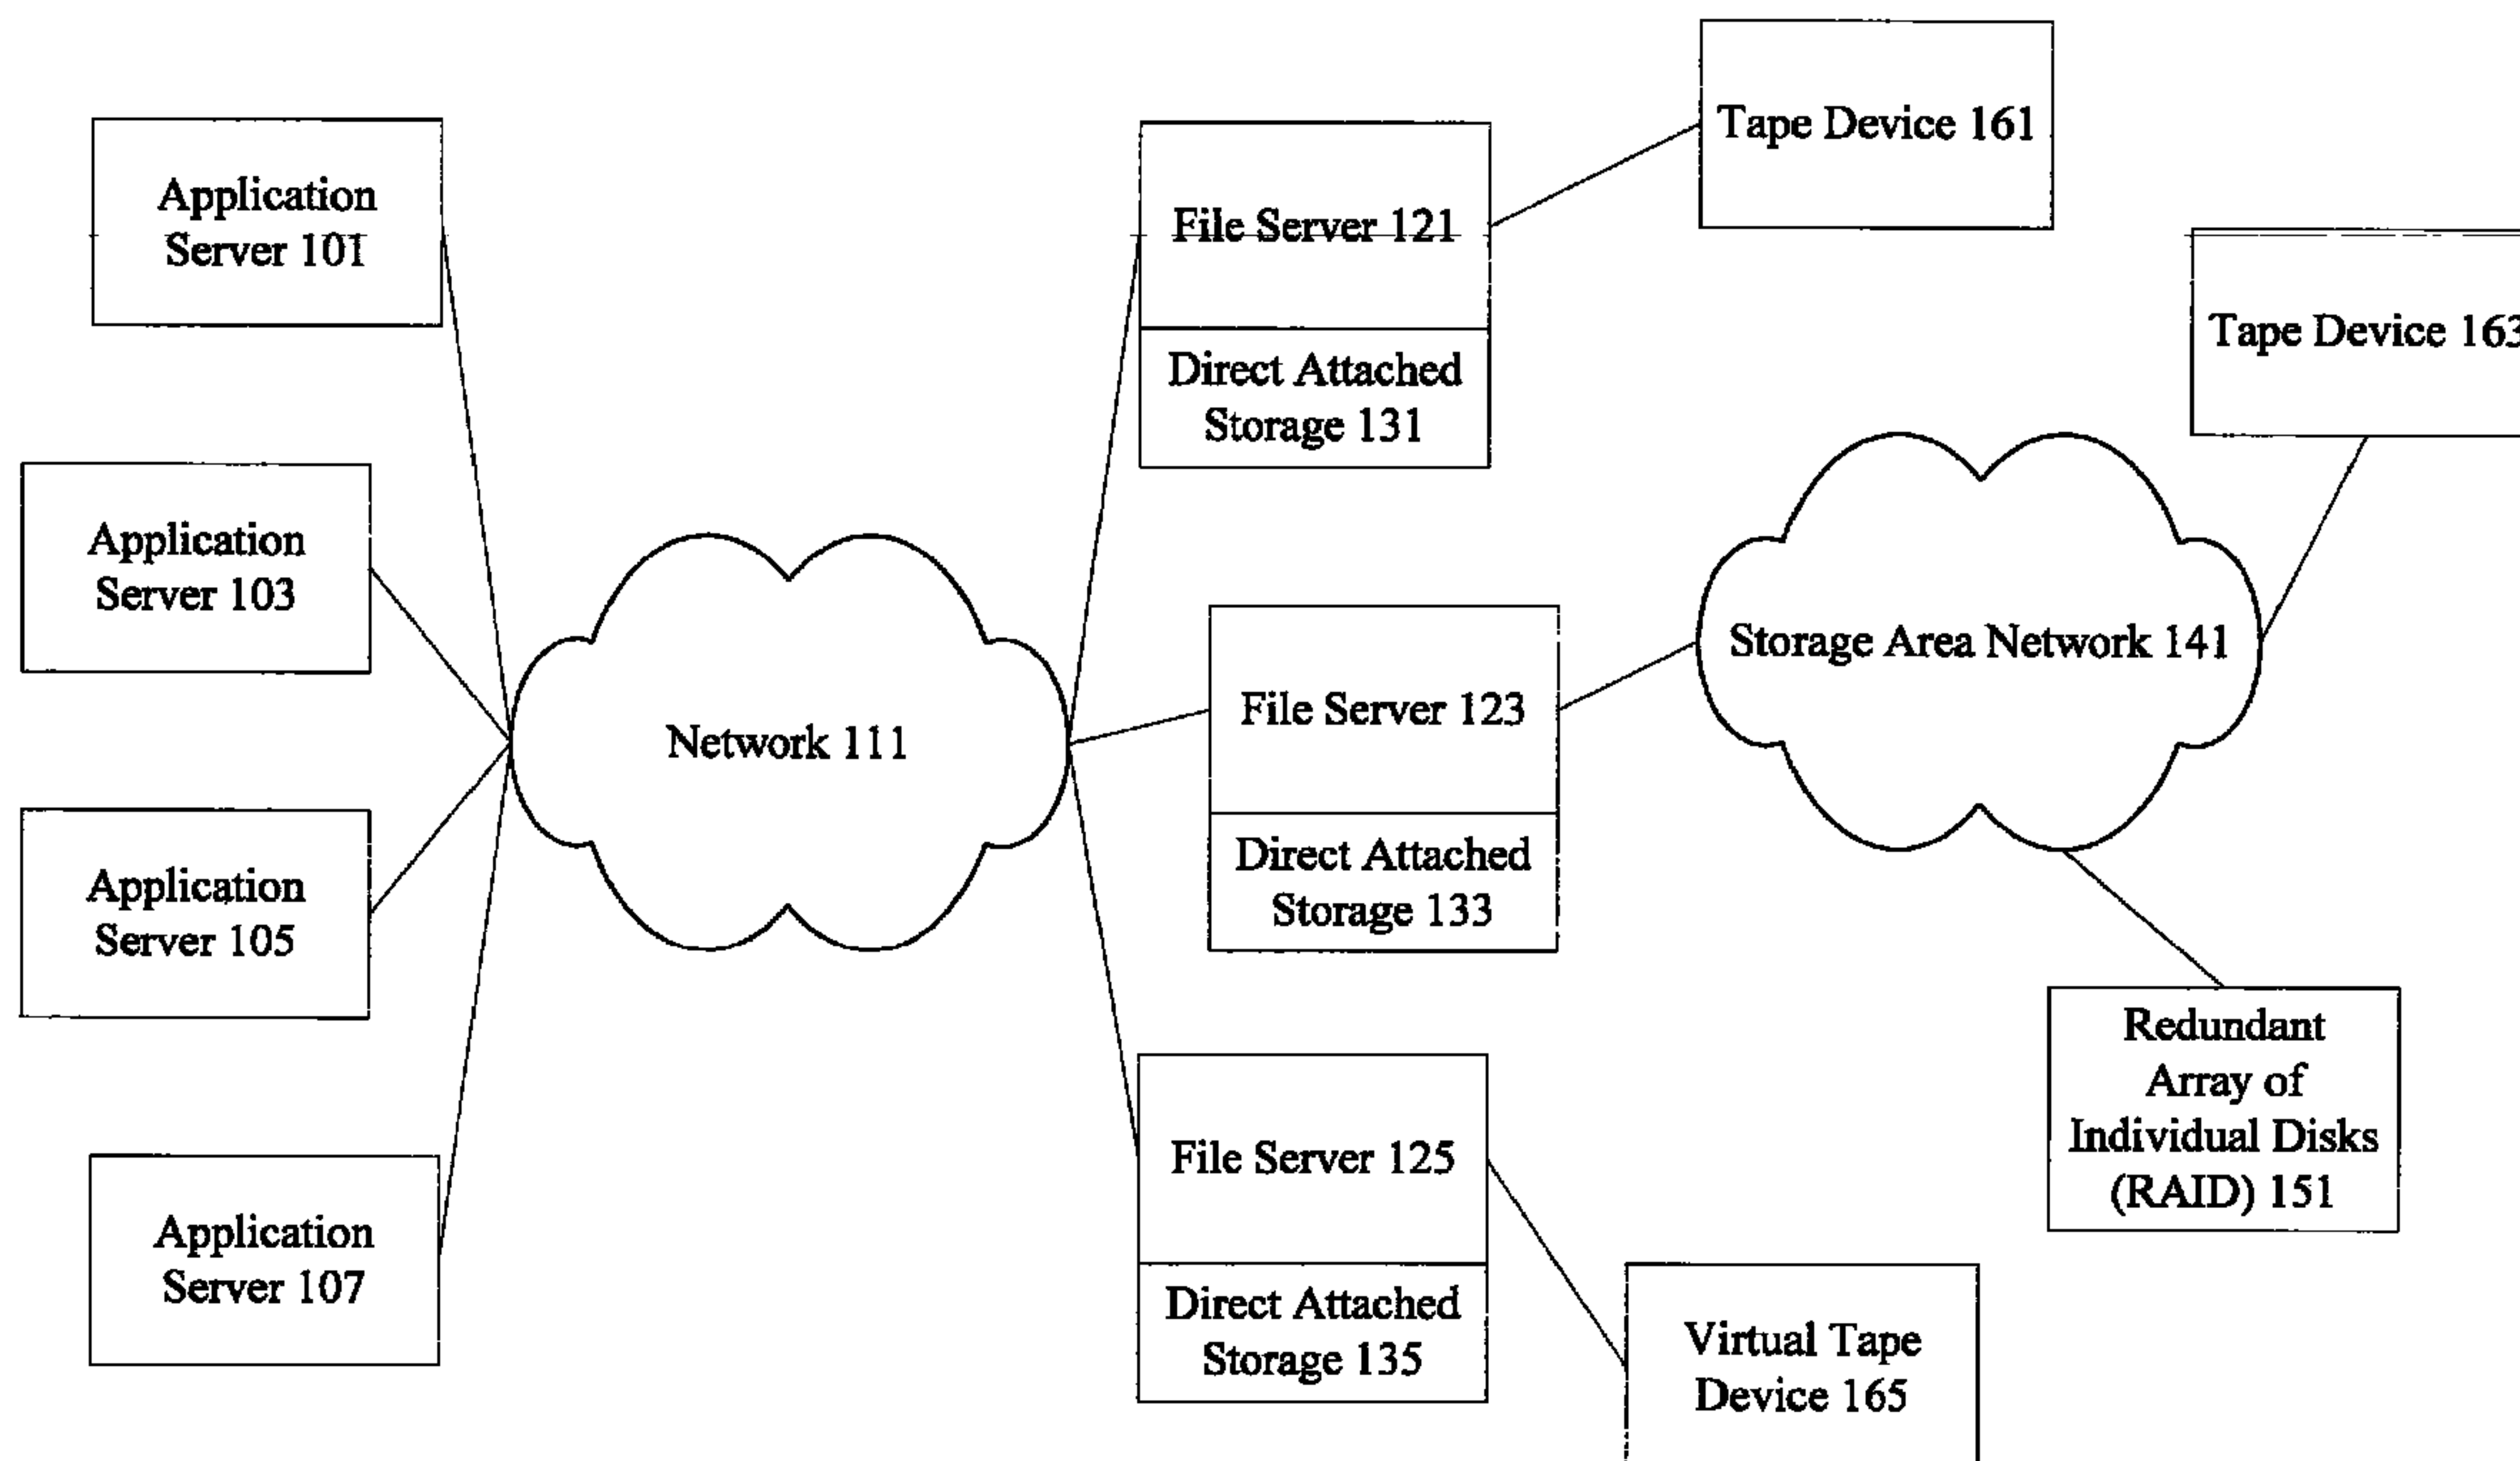 Application
Server 101
Application
Server 103
Application
Server 105
Application
Server 107
Network 111
File Server 121
Direct Attached
Storage 131
File Server 123
Direct Attached
Storage 133
File Server 125
Direct Attached
Storage 135
Tape Device 161
Tape Device 163
Storage Area Network 141
Redundant
Array of
Individual Disks
(RAID) 151
Virtual Tape
Device 165